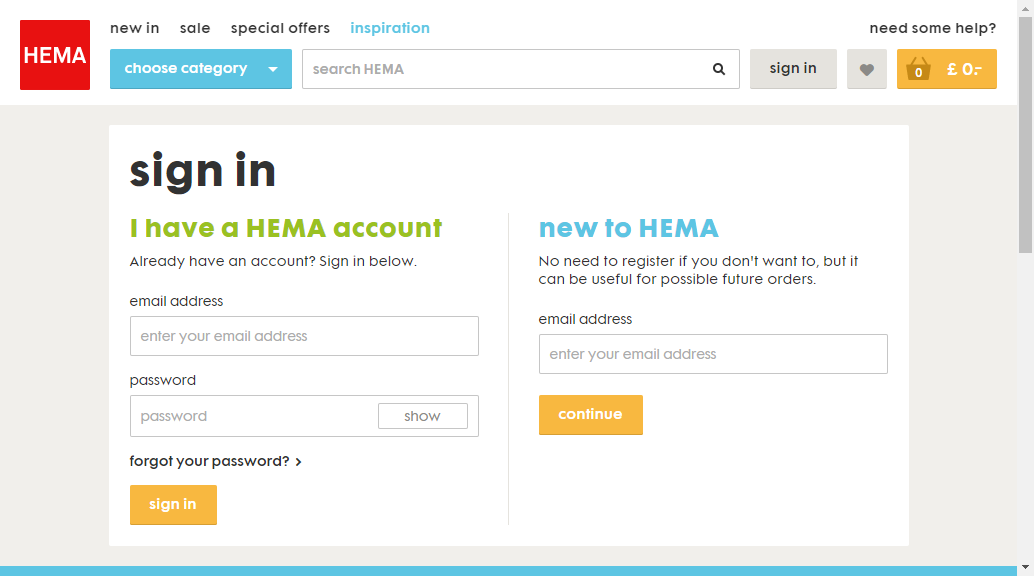 HEMA
new in sale special offers inspiration
need some help?
choose category
search HEMA
sign in
0
£ 0.-
sign in
I have a HEMA account
Already have an account? Sign in below.
email address
enter your email address
password
password
show
forgot your password?
sign in
new to HEMA
No need to register if you don't want to, but it
can be useful for possible future orders.
email address
enter your email address
continue